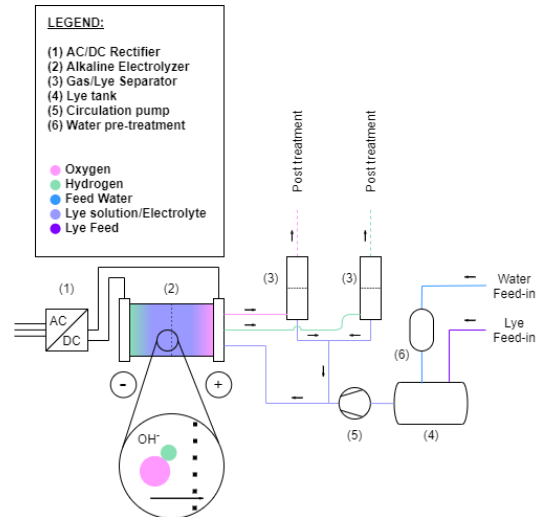 LEGEND:
(1) AC/DC Rectifier
(2) Alkaline Electrolyzer
(3) Gas/Lye Separator
(4) Lye tank
(5) Circulation pump
(6) Water pre-treatment
Oxygen
Hydrogen
Feed Water
Lye solution/Electrolyte
Lye Feed
Post treatment
Post treatment
(1)
(2)
(3)
(3)
Water
Feed-in
AC
DC
Lye
Feed-in
(6)
-
+
(5)
(4)
OH⁻